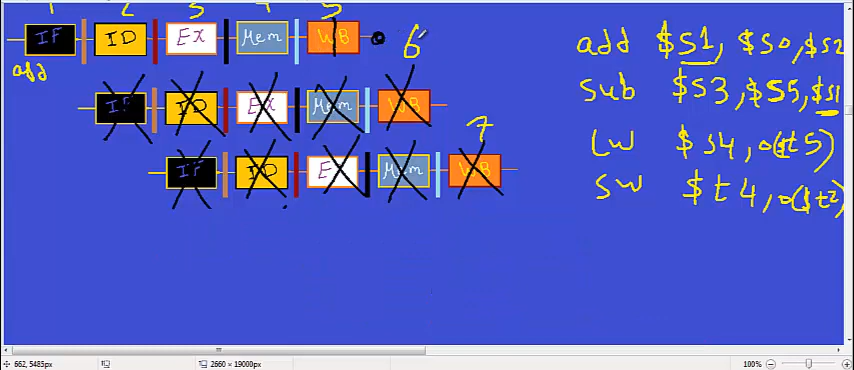 1 2 3 4 5
IF ID EX Mem WB 6
add
IF ID EX Mem WB
7
IF ID EX Mem WB
add $S1, $S0, $S2
sub $S3, $S5, $S1
LW $S4, 0($t5)
SW $t4, 0($t2)
662, 5485px 2660 × 19000px 100%